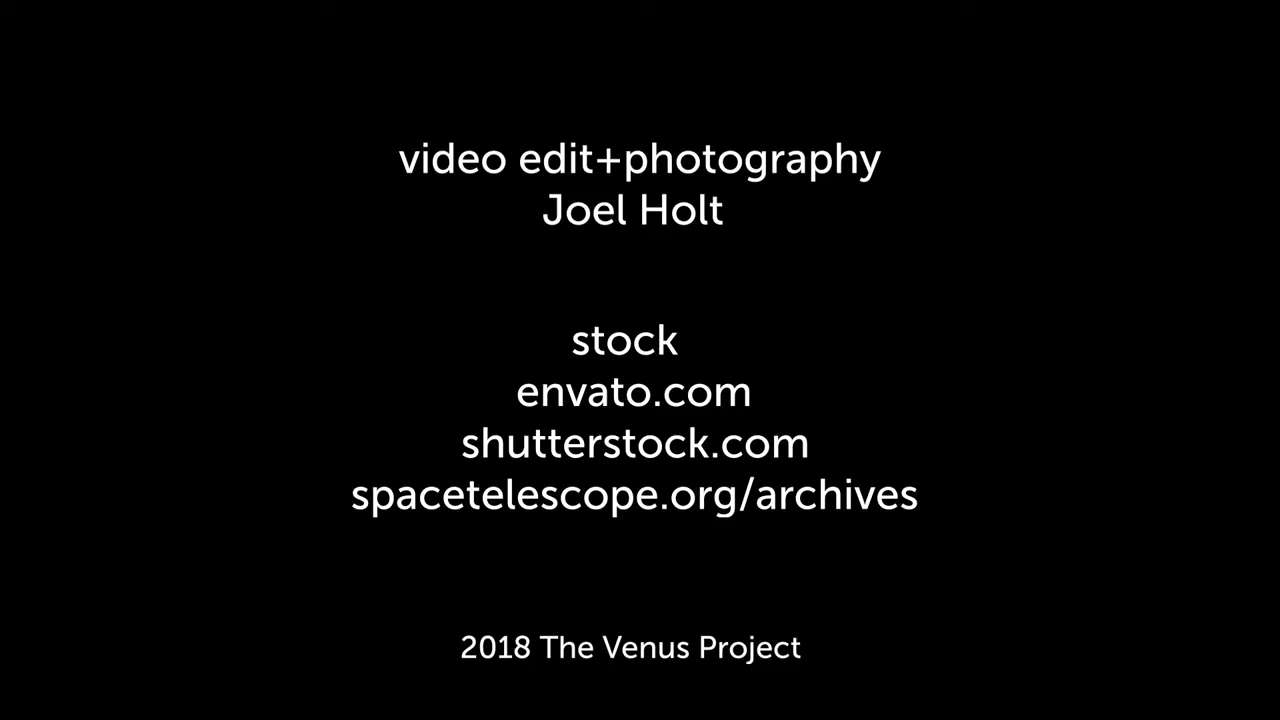 video edit+photography
Joel Holt
stock
envato.com
shutterstock.com
spacetelescope.org/archives
2018 The Venus Project